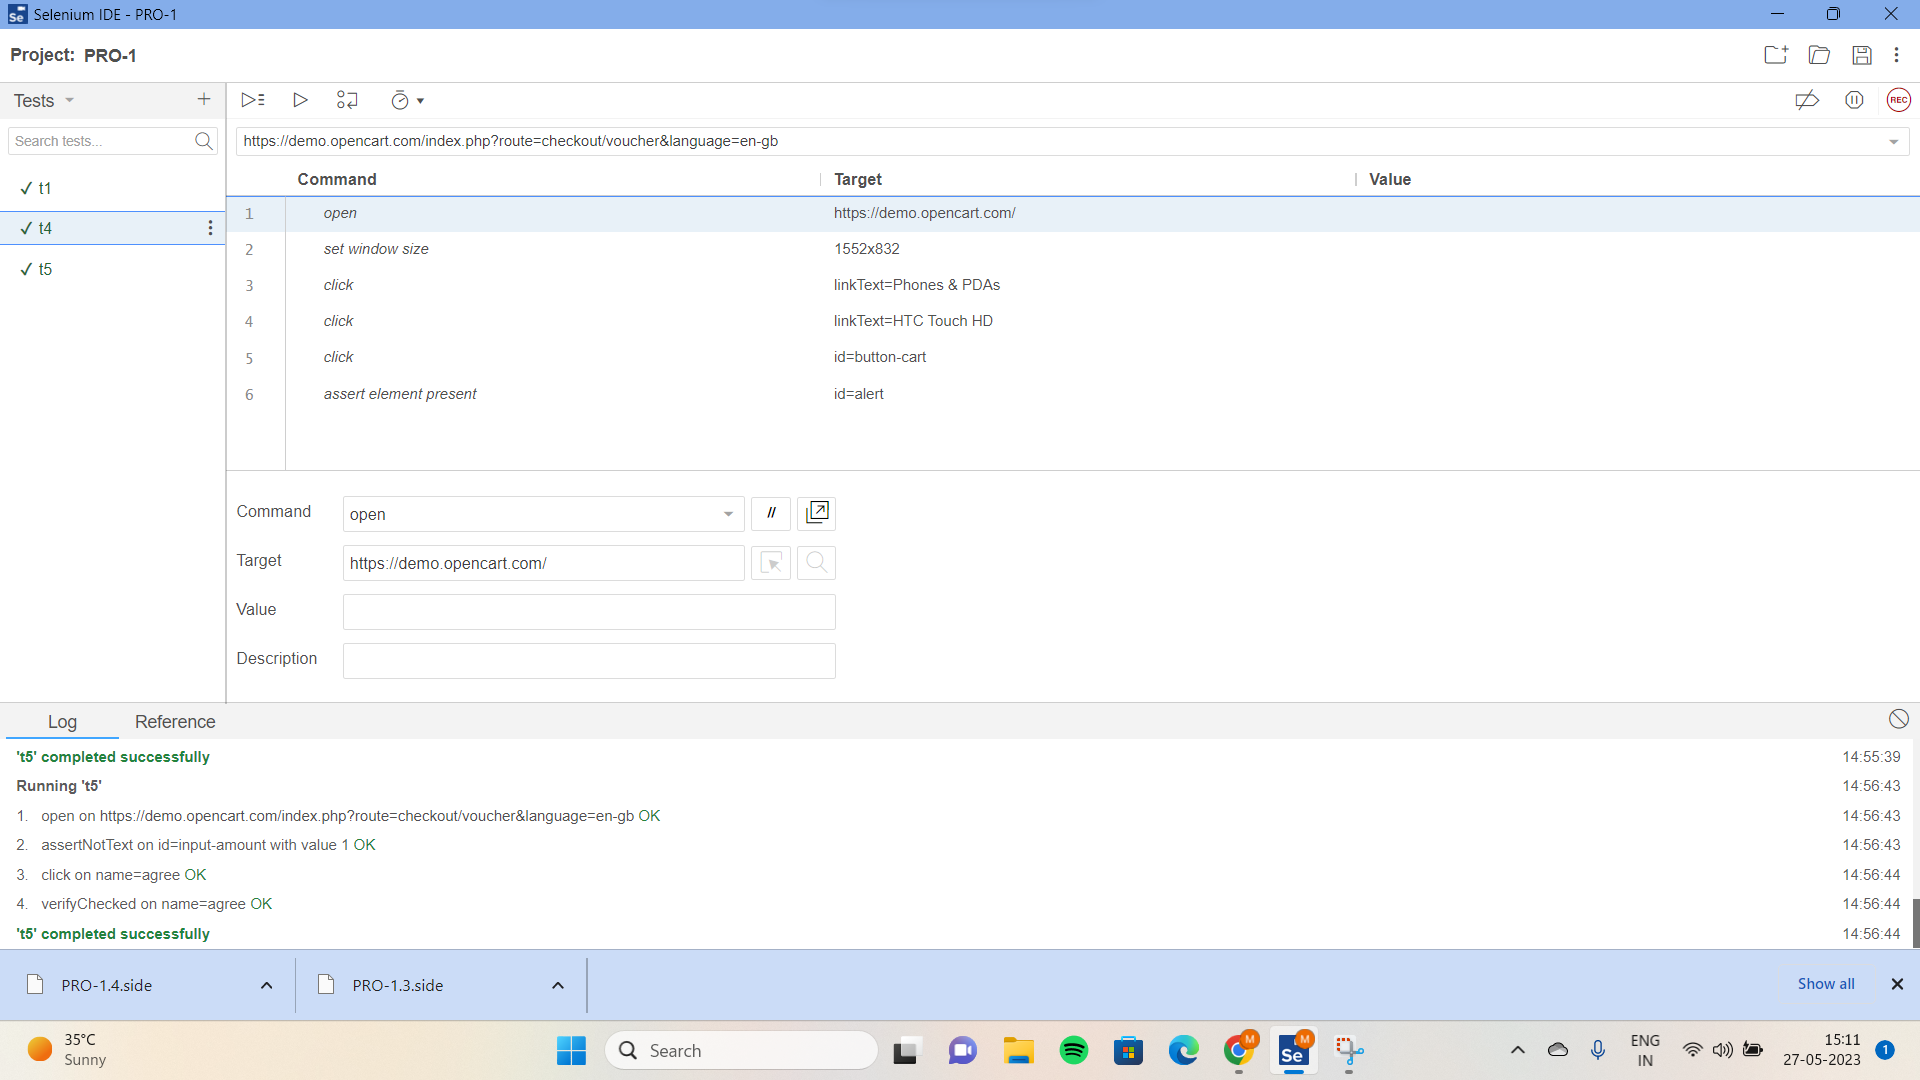 Se Selenium IDE - PRO-1
Project: PRO-1
Tests
REC
Search tests...
https://demo.opencart.com/index.php?route=checkout/voucher&language=en-gb
Command Target Value
✓ t1
✓ t4
✓ t5
1 open https://demo.opencart.com/
2 set window size 1552x832
3 click linkText=Phones & PDAs
4 click linkText=HTC Touch HD
5 click id=button-cart
6 assert element present id=alert
Command open //
Target https://demo.opencart.com/
Value
Description
Log Reference
't5' completed successfully 14:55:39
Running 't5' 14:56:43
1. open on https://demo.opencart.com/index.php?route=checkout/voucher&language=en-gb OK 14:56:43
2. assertNotText on id=input-amount with value 1 OK 14:56:43
3. click on name=agree OK 14:56:44
4. verifyChecked on name=agree OK 14:56:44
't5' completed successfully 14:56:44
PRO-1.4.side PRO-1.3.side Show all
35°C
Sunny
Search
M
Se M
ENG
IN
15:11
27-05-2023
1